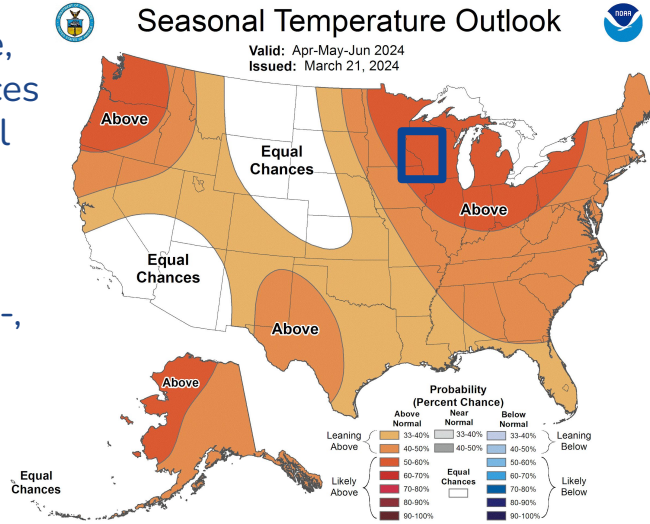 Seasonal Temperature Outlook
NOAA
Valid: Apr-May-Jun 2024
Issued: March 21, 2024
Above
Equal
Chances
Above
Equal
Chances
Above
Above
Equal
Chances
Probability
(Percent Chance)
Above
Normal
Near
Normal
Below
Normal
Leaning
Above
33-40%
33-40%
33-40%
Leaning
Below
40-50%
40-50%
40-50%
Likely
Above
50-60%
60-70%
70-80%
80-90%
90-100%
Equal
Chances
50-60%
60-70%
70-80%
80-90%
90-100%
Likely
Below